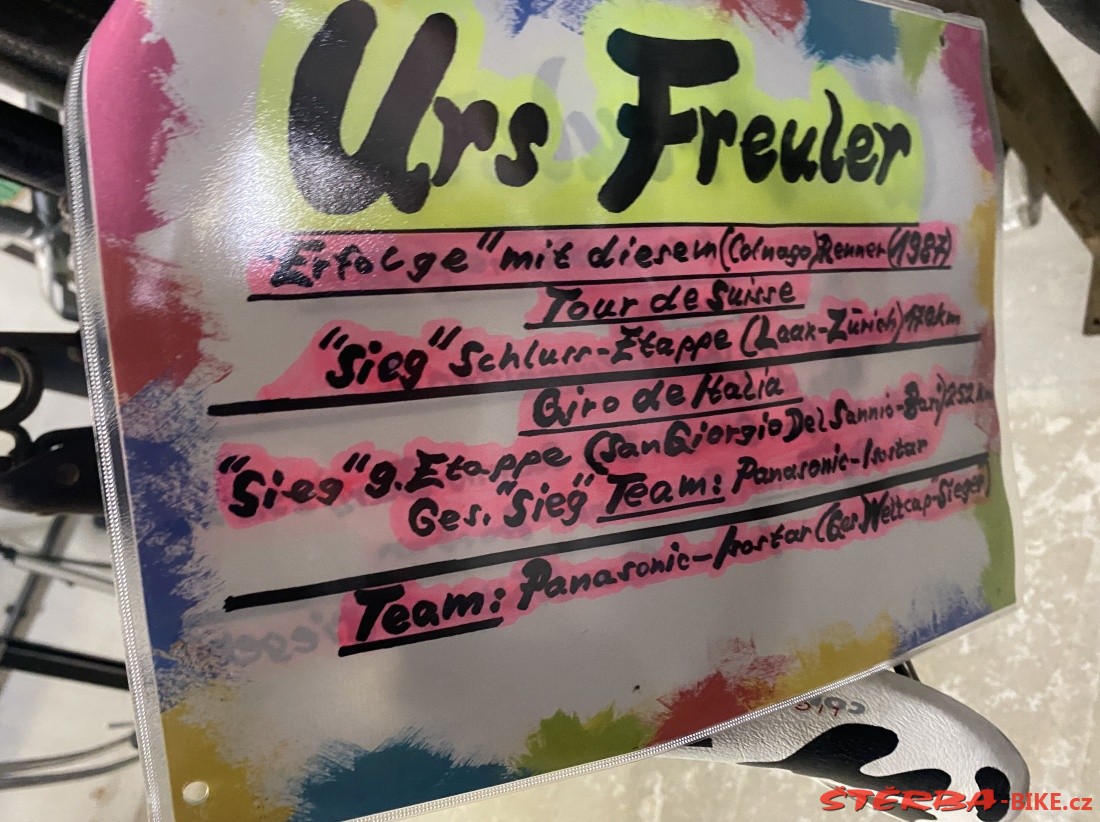 Urs Freuler
"Erfolge" mit diesem (Colnago) Renner (1987)
Tour de Suisse
"Sieg" Schluss-Etappe (Laax-Zürich) 172km
Giro de Italia
"Sieg" 9. Etappe (San Giorgio Del Sannio-Bari) 252 km
Ges. "Sieg" Team: Panasonic-Isostar
Team: Panasonic-Isostar (Ges. Weltcup "Sieger)
ŠTĚRBA-BIKE.cz